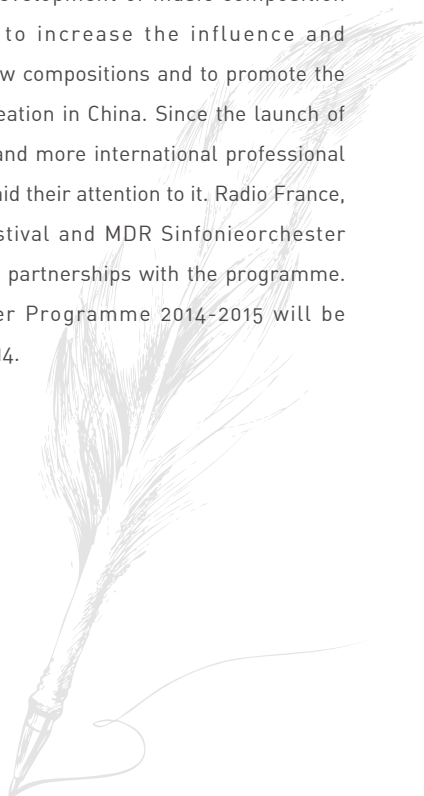 development of music composition
to increase the influence and
w compositions and to promote the
eation in China. Since the launch of
and more international professional
aid their attention to it. Radio France,
stival and MDR Sinfonieorchester
partnerships with the programme.
er Programme 2014-2015 will be
14.